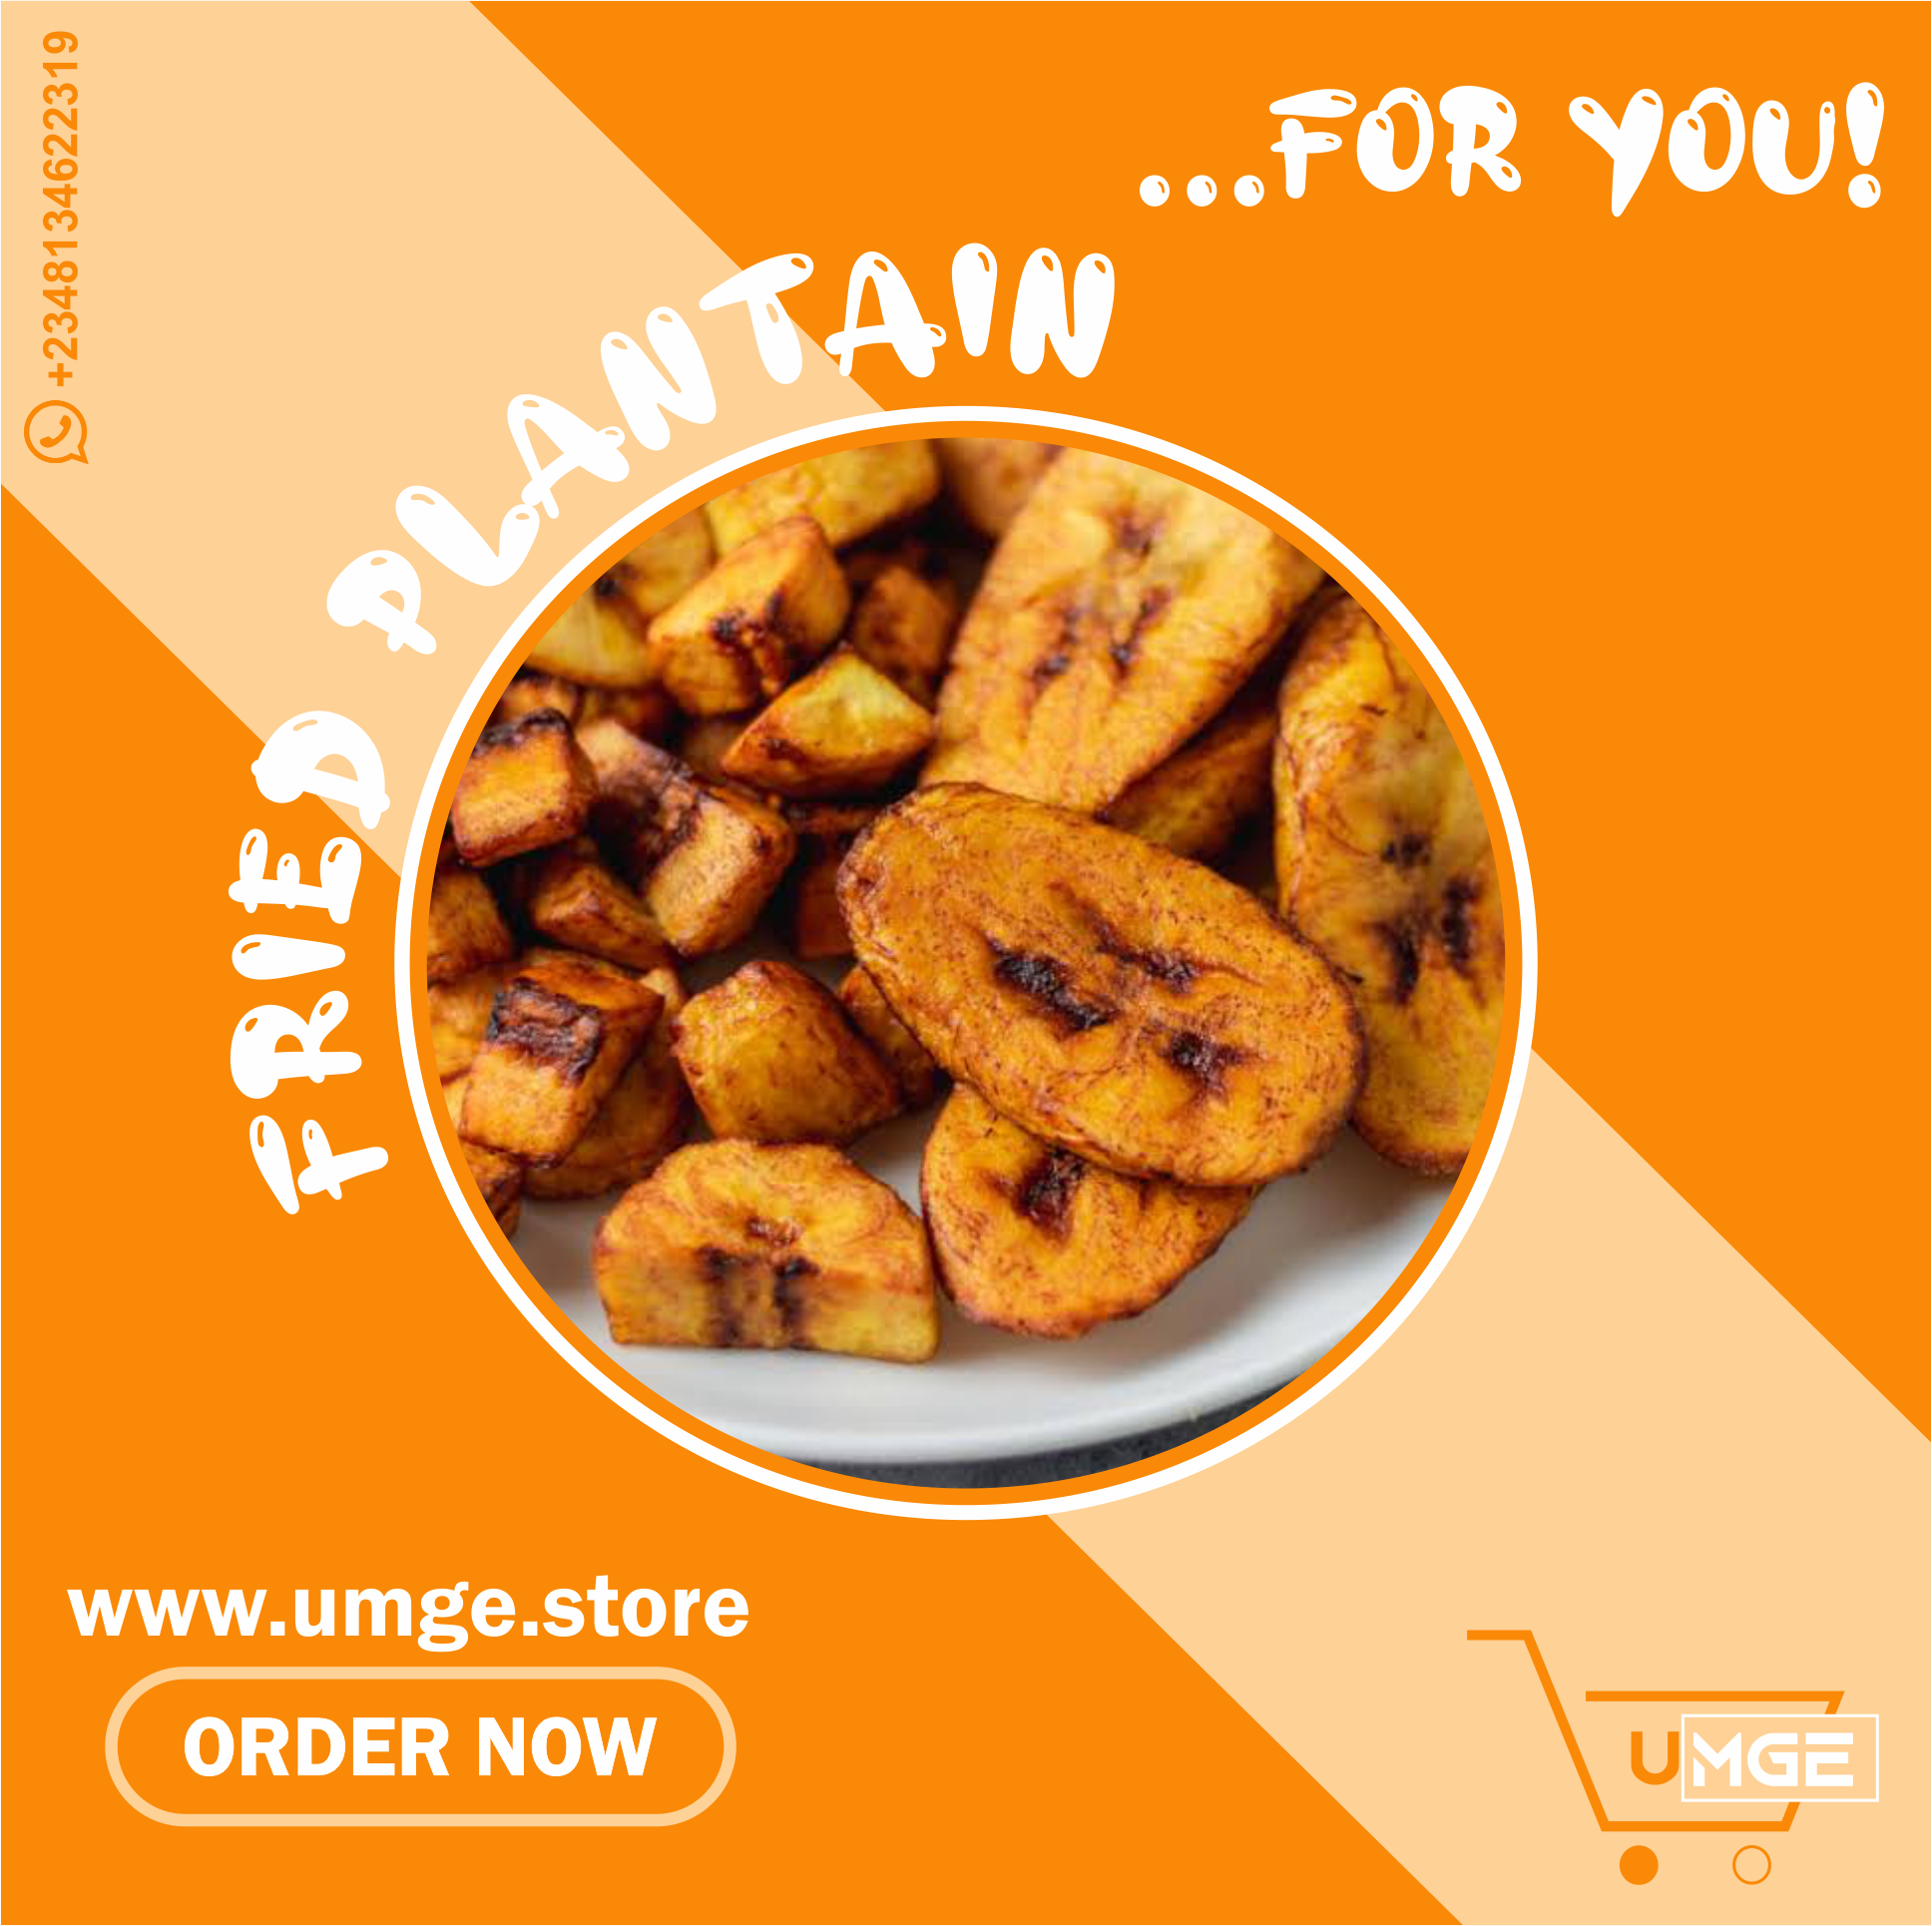 +2348134622319
FRIED PLANTAIN
...FOR YOU!
www.umge.store
ORDER NOW
UMGE